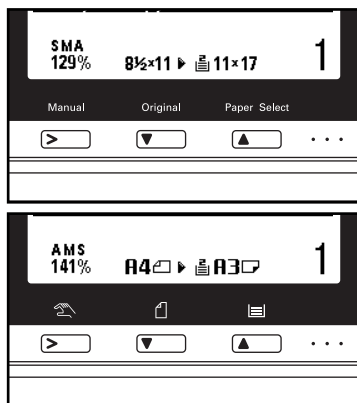 SMA
129% 8½×11 ▶ 11×17 1
Manual Original Paper Select
> ▼ ▲ ...
AMS
141% A4 ▶ A3 1
> ▼ ▲ ...